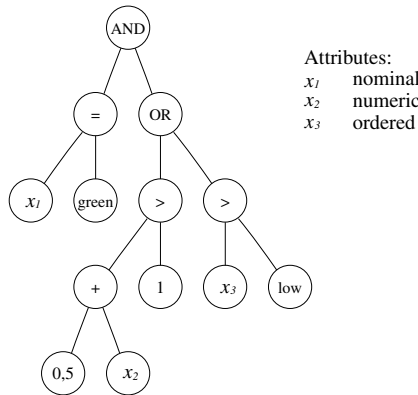 AND
Attributes:
x1 nominal
x2 numeric
x3 ordered
= OR
x1 green > >
+ 1 x3 low
0,5 x2